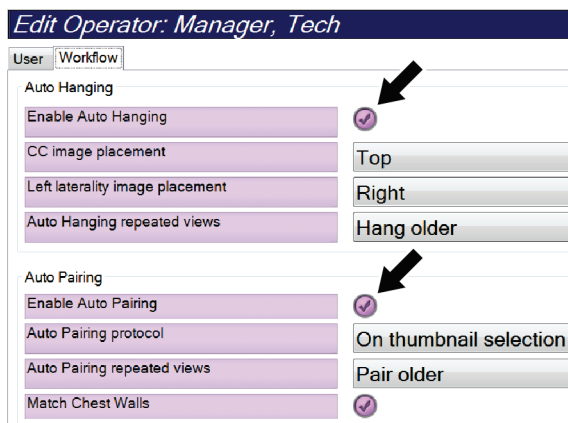 Edit Operator: Manager, Tech
User Workflow
Auto Hanging
Enable Auto Hanging
CC image placement Top
Left laterality image placement Right
Auto Hanging repeated views Hang older
Auto Pairing
Enable Auto Pairing
Auto Pairing protocol On thumbnail selection
Auto Pairing repeated views Pair older
Match Chest Walls